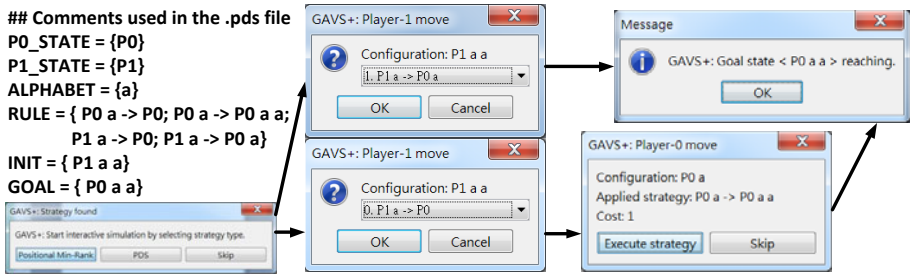 ## Comments used in the .pds file
P0_STATE = {P0}
P1_STATE = {P1}
ALPHABET = {a}
RULE = { P0 a -> P0; P0 a -> P0 a a;
P1 a -> P0; P1 a -> P0 a}
INIT = { P1 a a}
GOAL = { P0 a a}
GAVS+: Strategy found
GAVS+: Start interactive simulation by selecting strategy type.
Positional Min-Rank
PDS
Skip
GAVS+: Player-1 move
Configuration: P1 a a
1. P1 a -> P0 a
OK
Cancel
GAVS+: Player-1 move
Configuration: P1 a a
0. P1 a -> P0
OK
Cancel
Message
GAVS+: Goal state < P0 a a > reaching.
OK
GAVS+: Player-0 move
Configuration: P0 a
Applied strategy: P0 a -> P0 a a
Cost: 1
Execute strategy
Skip